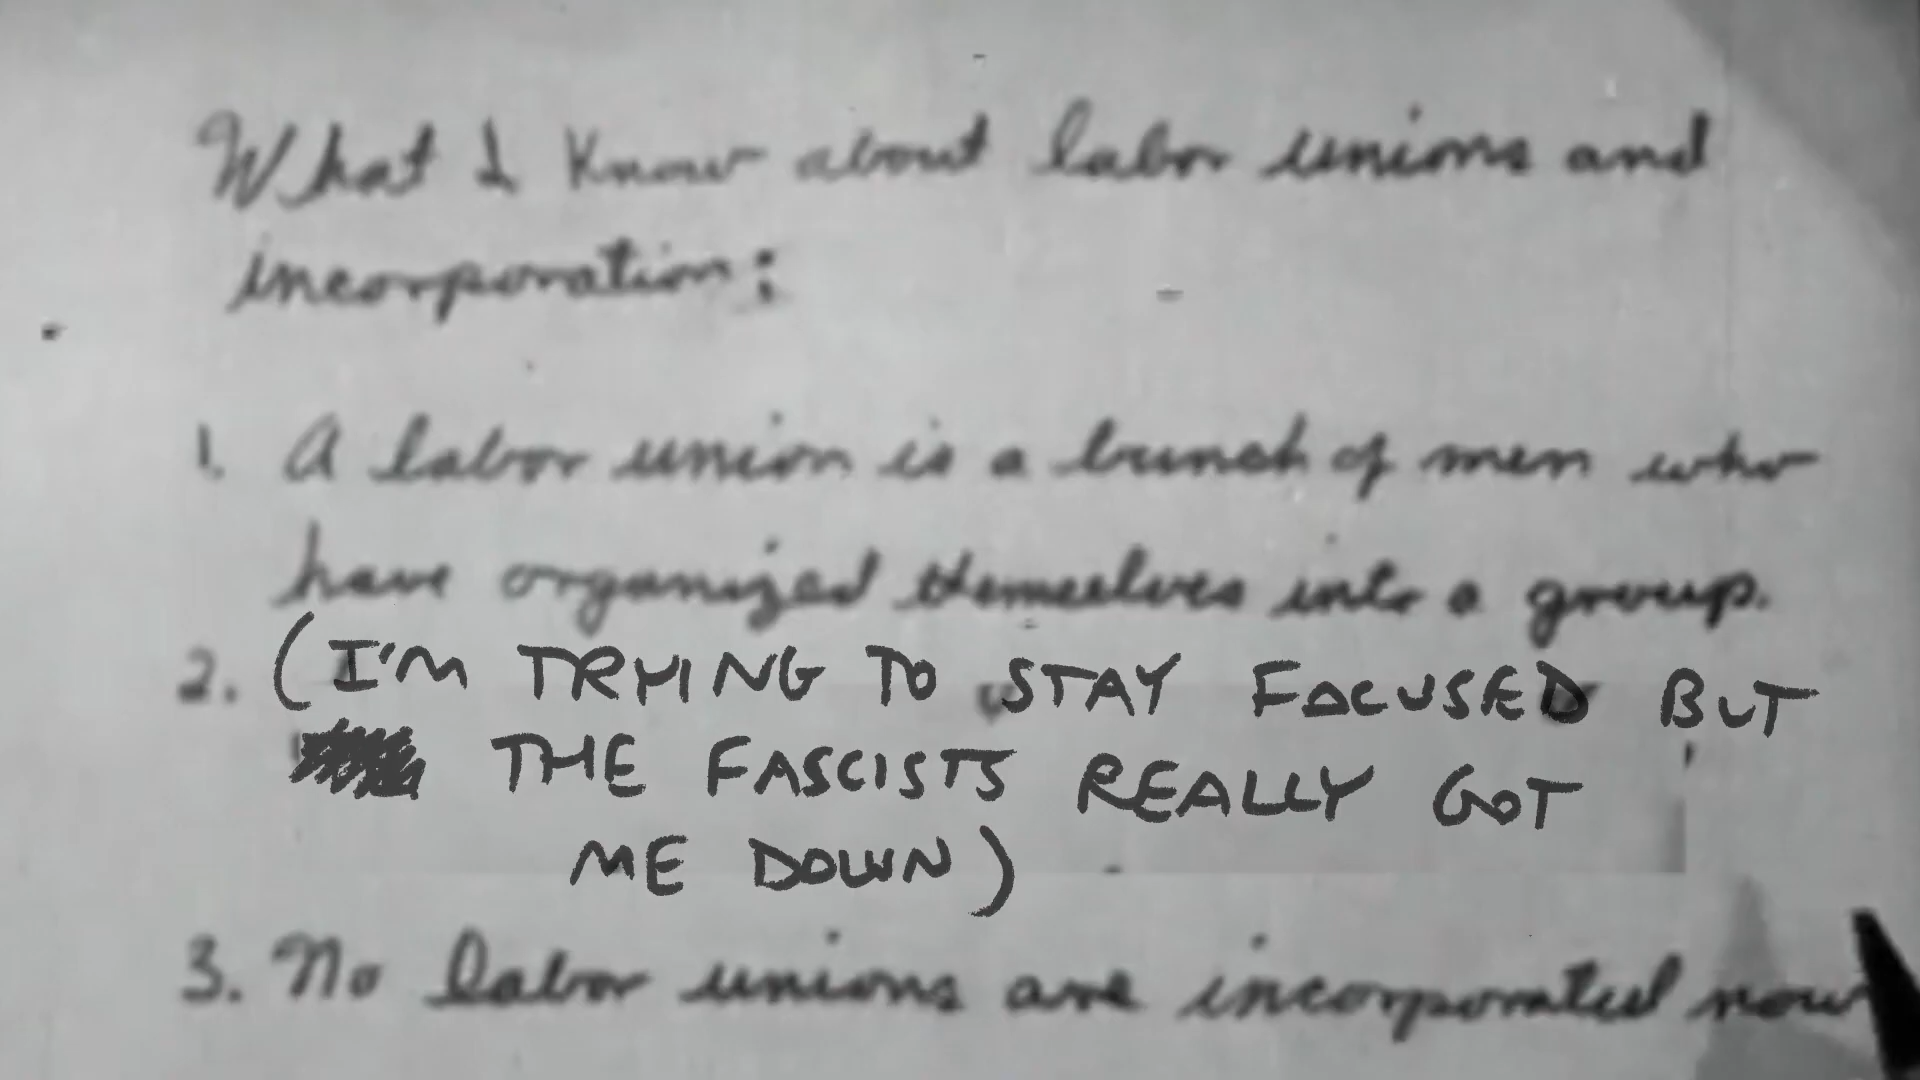 What I know about labor unions and
incorporation:
1. A labor union is a bunch of men who
have organized themselves into a group.
2. (I'M TRYING TO STAY FOCUSED BUT
THE FASCISTS REALLY GOT
ME DOWN)
3. No labor unions are incorporated now